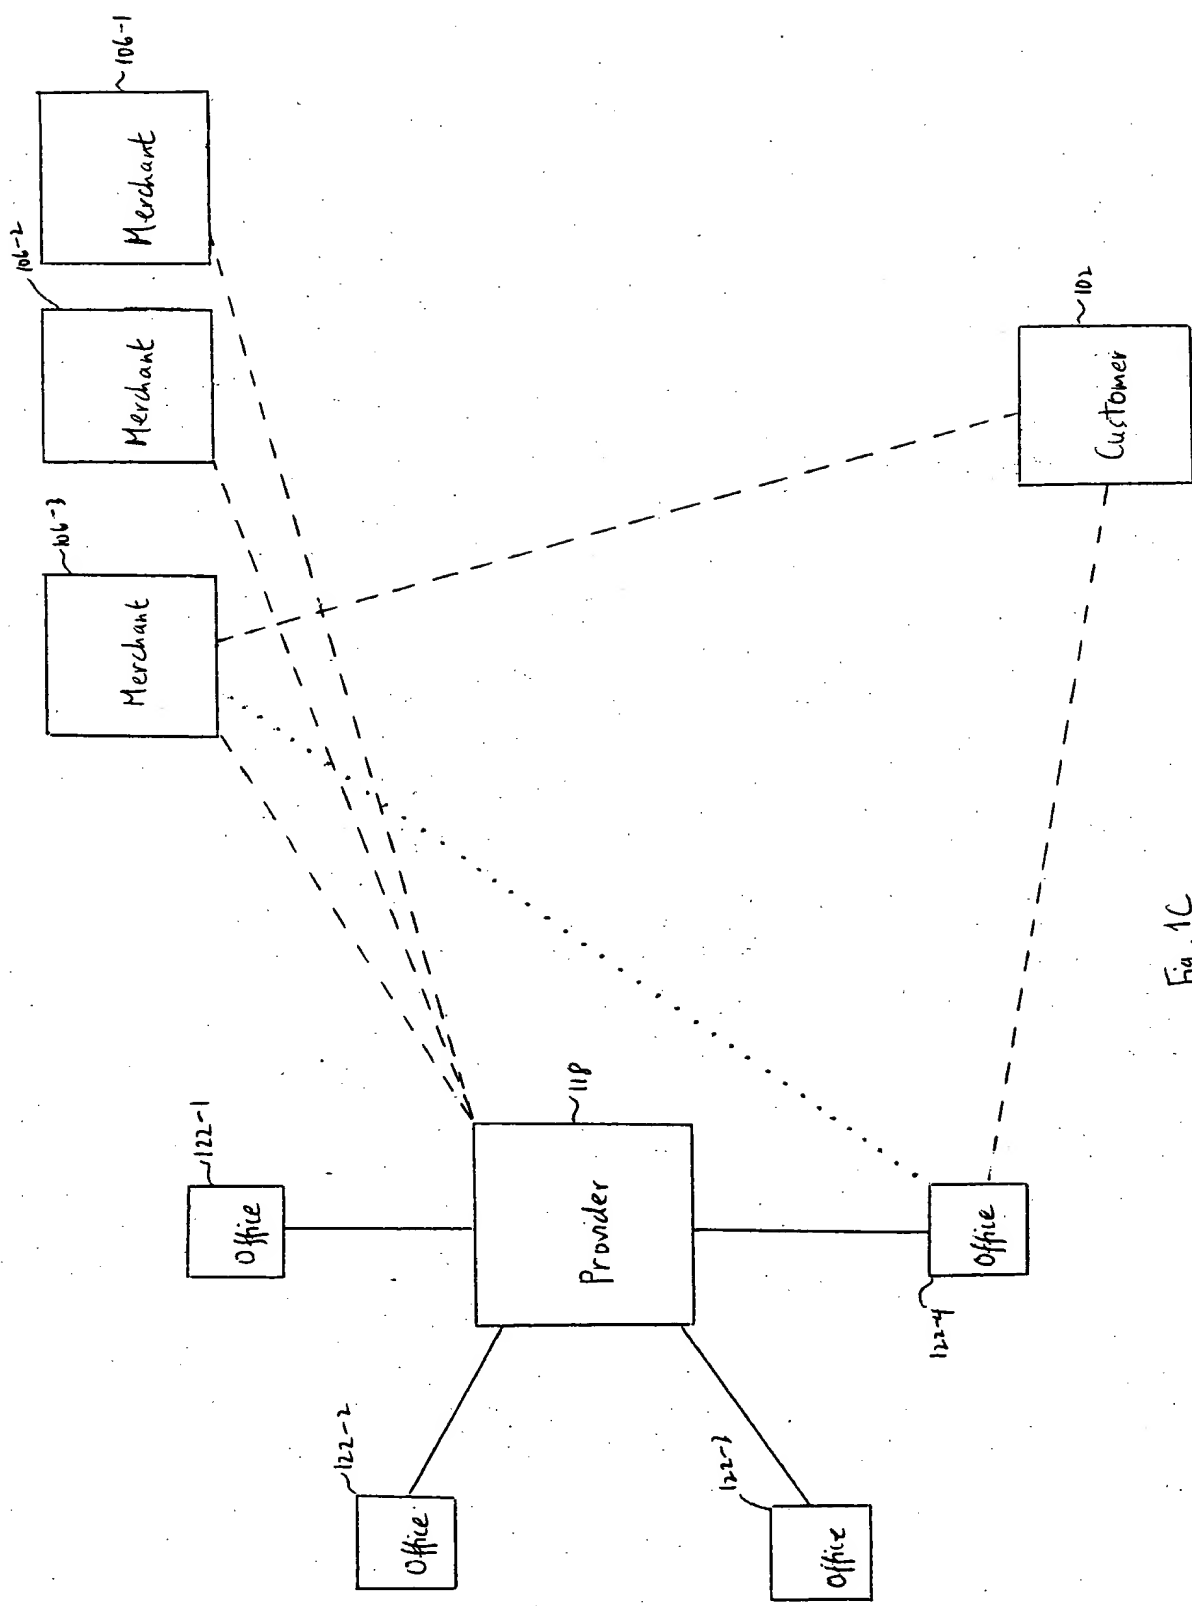 106-3
106-2
106-1
Merchant
Merchant
Merchant
122-1
Office
122-2
Office
118
Provider
122-3
Office
122-4
Office
102
Customer
Fig. 1C